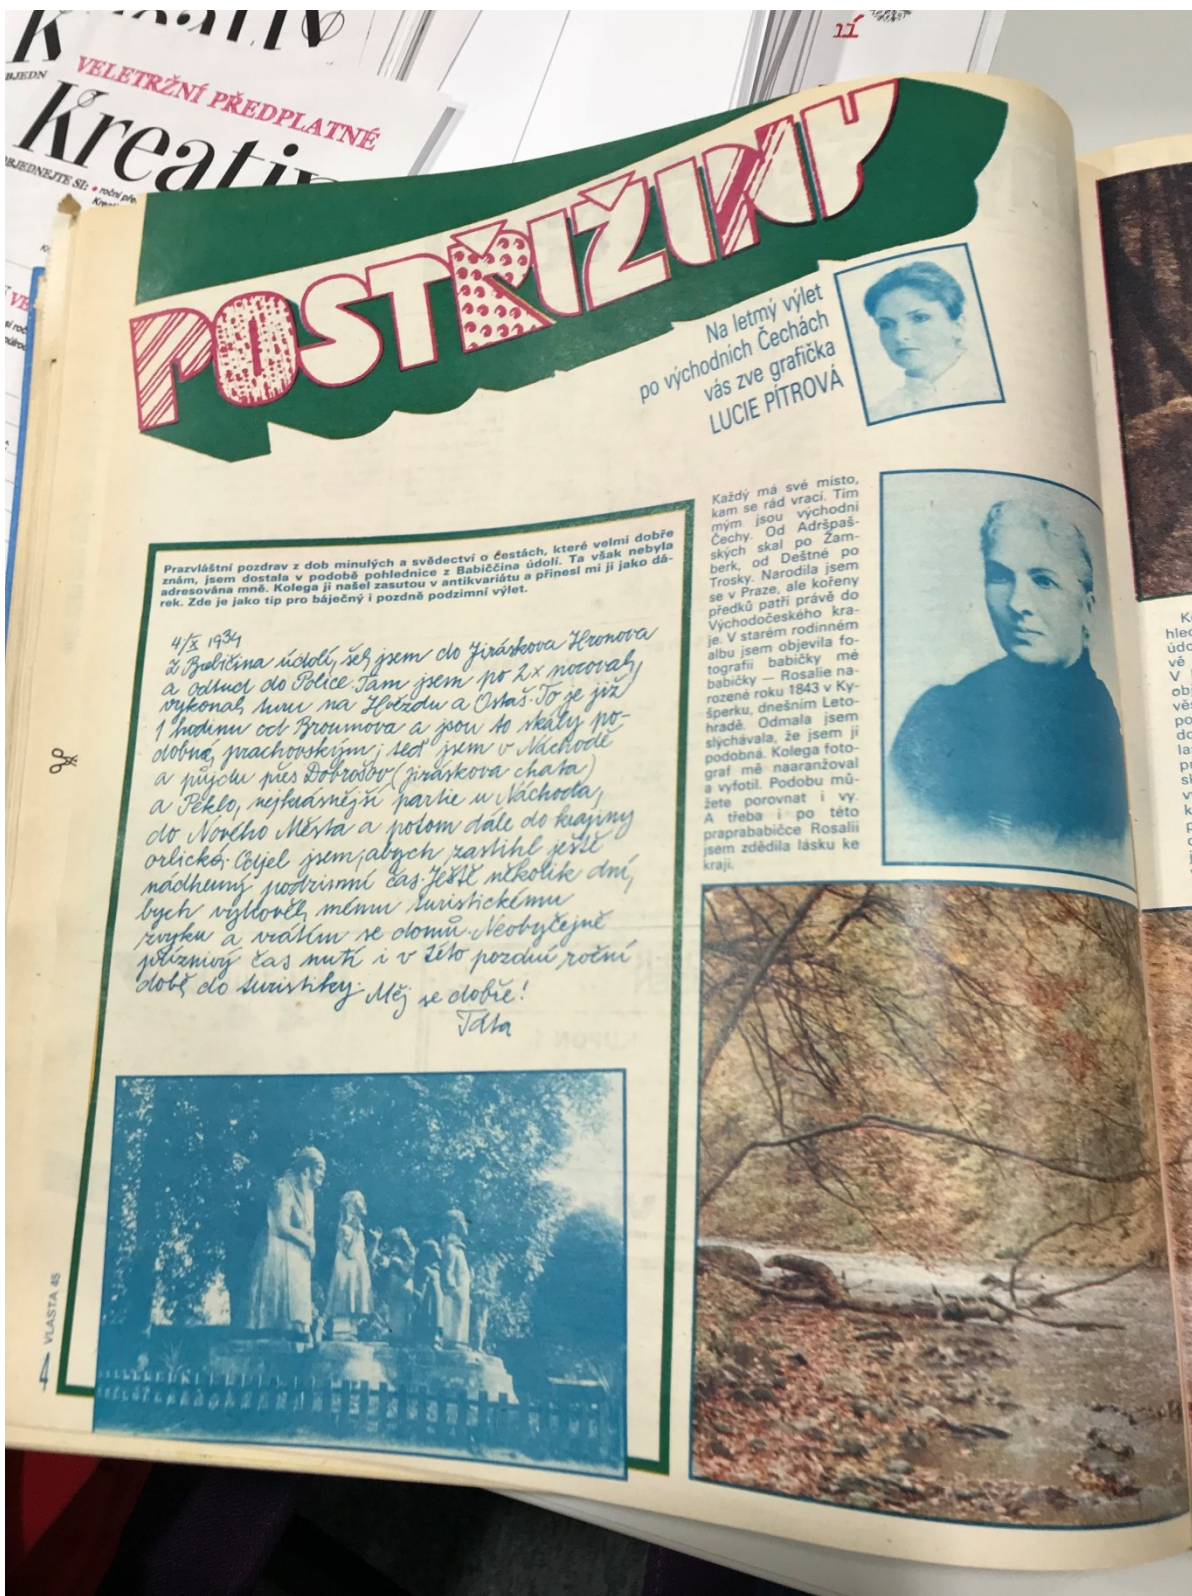 VELETRŽNÍ PŘEDPLATNÉ
Kreativ
OBJEDNEJTE SI:
POSTŘIŽINY
Na letmý výlet
po východních Čechách
vás zve grafička
LUCIE PÍTROVÁ
Prazvláštní pozdrav z dob minulých a svědectví o cestách, které velmi dobře
znám, jsem dostala v podobě pohlednice z Babiččina údolí. Ta však nebyla
adresována mně. Kolega ji našel zasutou v antikvariátu a přinesl mi ji jako dá-
rek. Zde je jako tip pro báječný i pozdně podzimní výlet.
4/X 1934
Z Babičina údolí, šel jsem do Jiráskova Hronova
a odtud do Police. Tam jsem po 2x nocoval,
vykonal turu na Hvězdu a Ostaš. To je již
1 hodinu od Broumova a jsou to skály po-
dobné prachovským; teď jsem v Náchodě
a půjdu přes Dobrošov (jiráskova chata)
a Peklo, nejkrásnější partie u Náchoda,
do Nového Města a potom dále do krajiny
orlické. Odjel jsem, abych zastihl ještě
nádherný podzimní čas. Ještě několik dní,
bych vyhověl, mému turistickému
zvyku a vrátím se domů. Neobyčejně
příznivý čas nutí i v této pozdní roční
době, do turistiky. Měj se dobře!
Táta
Každý má své místo,
kam se rád vrací. Tím
mým jsou východní
Čechy. Od Adršpaš-
ských skal po Žam-
berk, od Deštné po
Trosky. Narodila jsem
se v Praze, ale kořeny
předků patří právě do
Východočeského kra-
je. V starém rodinném
albu jsem objevila fo-
tografii babičky mé
babičky — Rosalie na-
rozené roku 1843 v Ky-
šperku, dnešním Leto-
hradě. Odmala jsem
slýchávala, že jsem jí
podobná. Kolega foto-
graf mě naaranžoval
a vyfotil. Podobu mů-
žete porovnat i vy.
A třeba i po této
praprababičce Rosalii
jsem zdědila lásku ke
kraji.
4 VLASTA 45